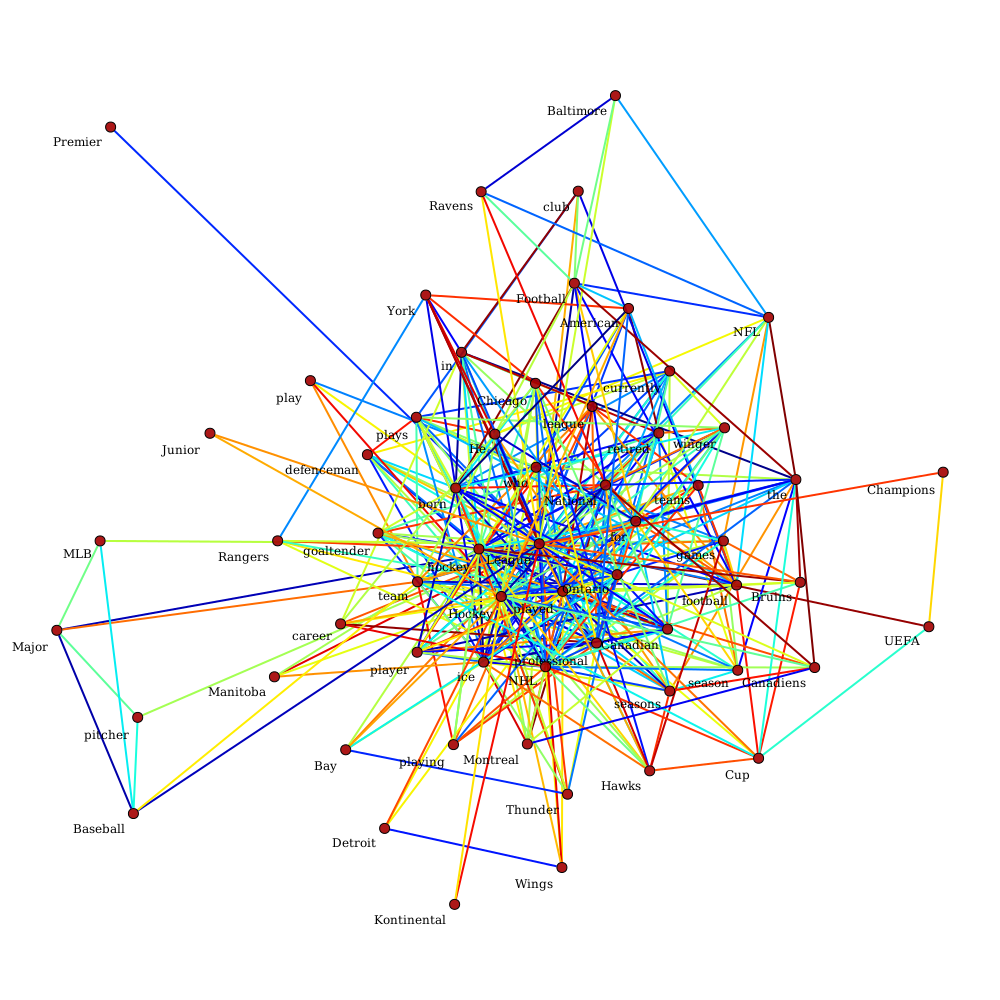 Baltimore
Premier
Ravens
club
Football
York
American
NFL
in
currently
play
Chicago
league
plays
He
retired
winger
Junior
defenceman
who
Champions
National
teams
the
born
for
MLB
Rangers
goaltender
games
League
hockey
Ontario
team
football
Bruins
Hockey
played
career
UEFA
Major
Canadian
professional
player
ice
NHL
season
Canadiens
Manitoba
seasons
pitcher
Montreal
playing
Bay
Cup
Hawks
Thunder
Baseball
Detroit
Wings
Kontinental